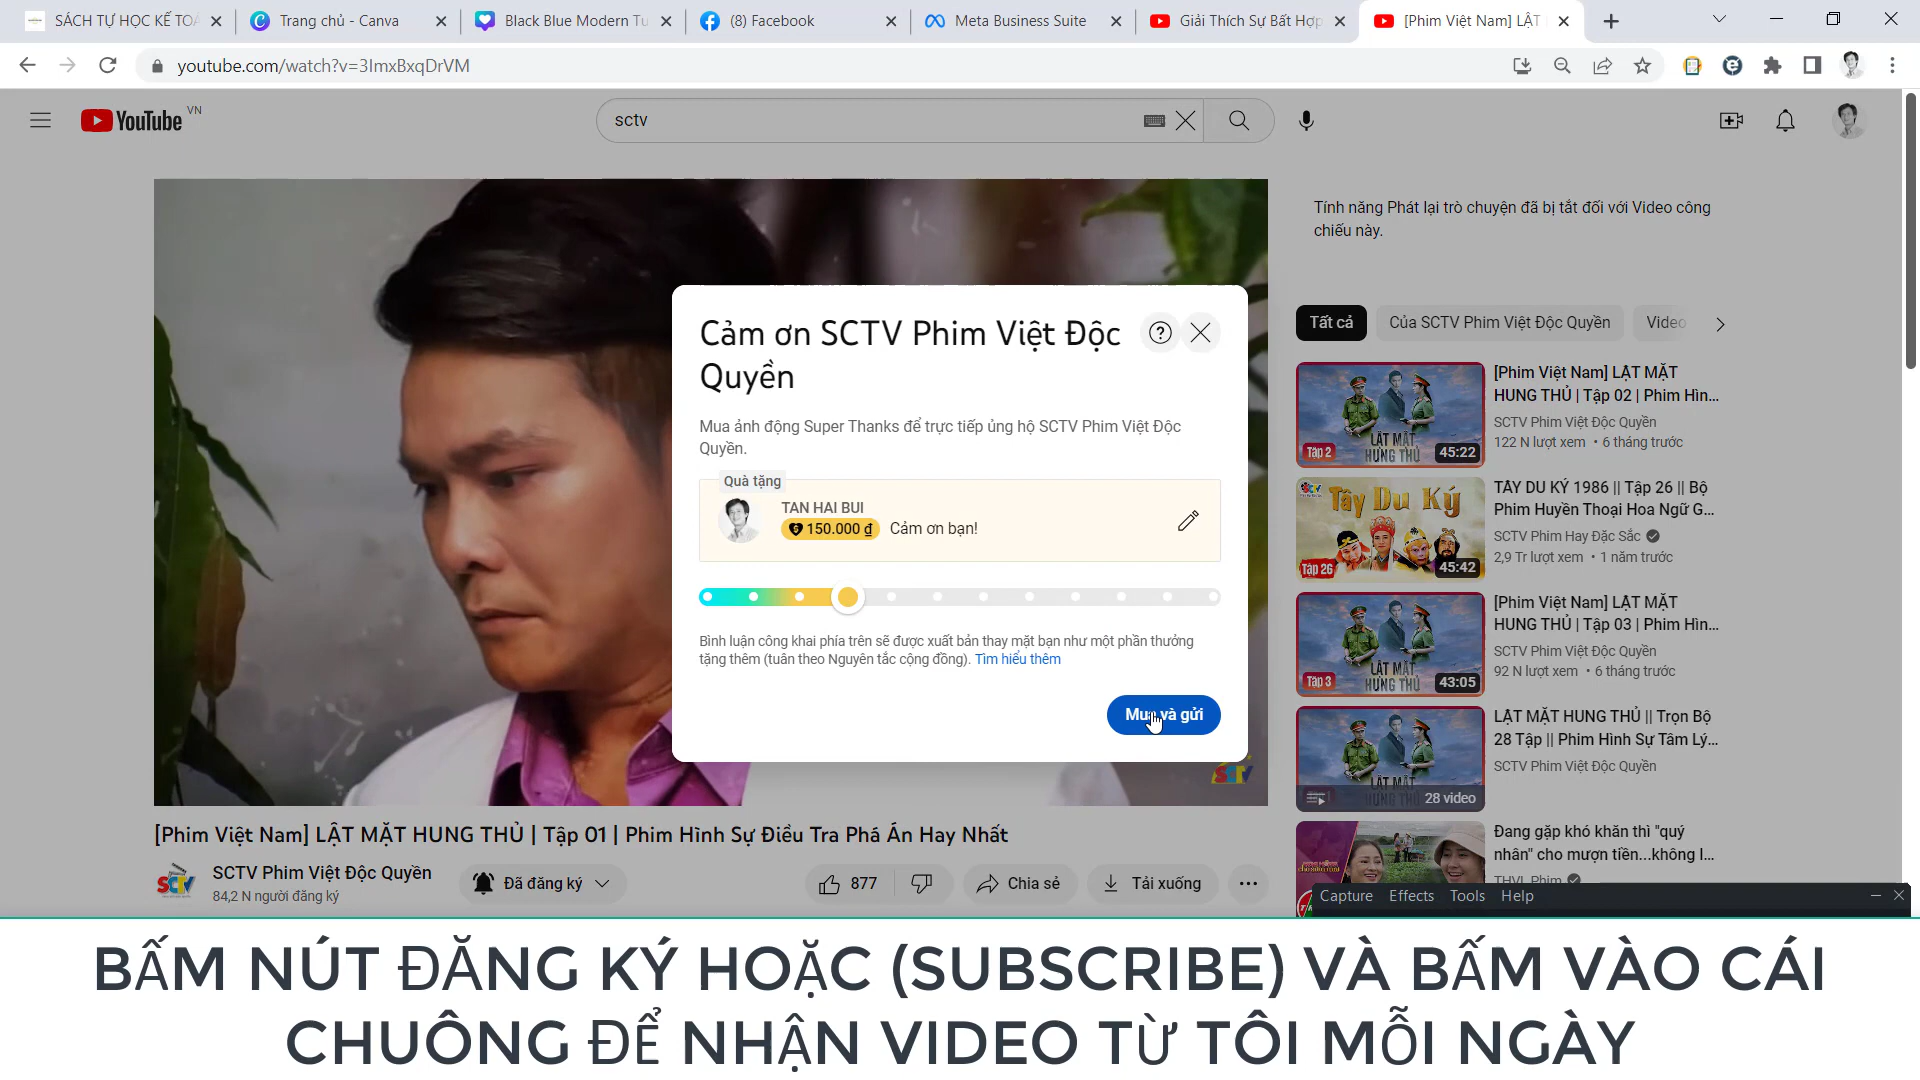 SÁCH TỰ HỌC KẾ TOÁ
Trang chủ - Canva
Black Blue Modern Tu
(8) Facebook
Meta Business Suite
Giải Thích Sự Bất Hợp
[Phim Việt Nam] LẬT
youtube.com/watch?v=3ImxBxqDrVM
YouTube VN
sctv
Tính năng Phát lại trò chuyện đã bị tắt đối với Video công
chiếu này.
Tất cả
Của SCTV Phim Việt Độc Quyền
Video
Cảm ơn SCTV Phim Việt Độc
Quyền
Mua ảnh động Super Thanks để trực tiếp ủng hộ SCTV Phim Việt Độc
Quyền.
Quà tặng
TAN HAI BUI
150.000 ₫ Cảm ơn bạn!
Bình luận công khai phía trên sẽ được xuất bản thay mặt bạn như một phần thưởng
tặng thêm (tuân theo Nguyên tắc cộng đồng). Tìm hiểu thêm
Mua và gửi
LẬT MẶT
HUNG THỦ
Tập 2
45:22
[Phim Việt Nam] LẬT MẶT
HUNG THỦ | Tập 02 | Phim Hìn...
SCTV Phim Việt Độc Quyền
122 N lượt xem • 6 tháng trước
Tây Du Ký
Tập 26
45:42
TÂY DU KÝ 1986 || Tập 26 || Bộ
Phim Huyền Thoại Hoa Ngữ G...
SCTV Phim Hay Đặc Sắc
2,9 Tr lượt xem • 1 năm trước
LẬT MẶT
HUNG THỦ
Tập 3
43:05
[Phim Việt Nam] LẬT MẶT
HUNG THỦ | Tập 03 | Phim Hìn...
SCTV Phim Việt Độc Quyền
92 N lượt xem • 6 tháng trước
LẬT MẶT
28 video
LẬT MẶT HUNG THỦ || Trọn Bộ
28 Tập || Phim Hình Sự Tâm Lý...
SCTV Phim Việt Độc Quyền
Đang gặp khó khăn thì "quý
nhân" cho mượn tiền...không l...
THVL Phim
SCTV
[Phim Việt Nam] LẬT MẶT HUNG THỦ | Tập 01 | Phim Hình Sự Điều Tra Phá Án Hay Nhất
SCTV
SCTV Phim Việt Độc Quyền
84,2 N người đăng ký
Đã đăng ký
877
Chia sẻ
Tải xuống
Capture Effects Tools Help
BẤM NÚT ĐĂNG KÝ HOẶC (SUBSCRIBE) VÀ BẤM VÀO CÁI
CHUÔNG ĐỂ NHẬN VIDEO TỪ TÔI MỖI NGÀY